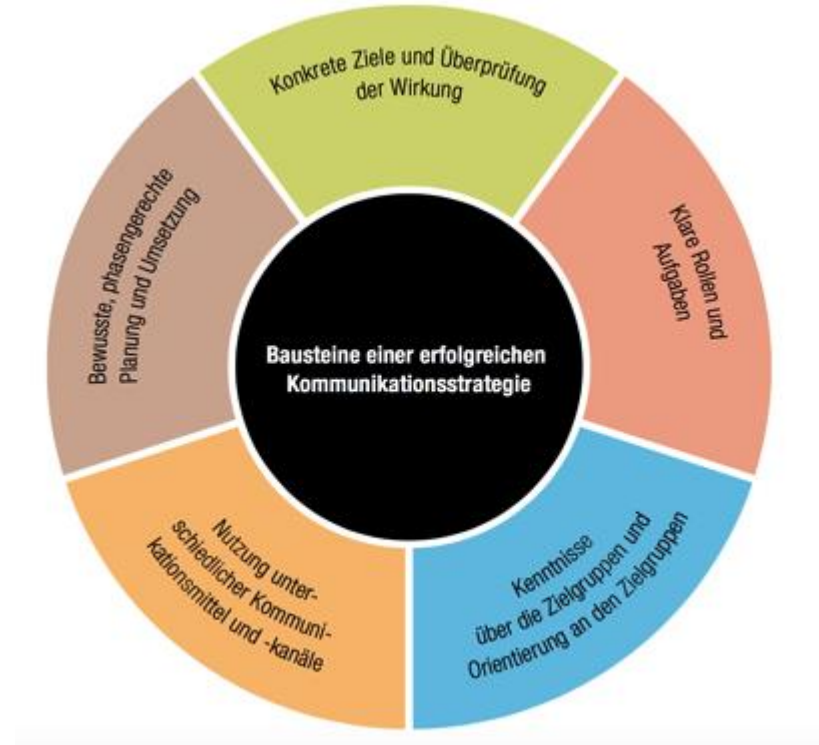 Konkrete Ziele und Überprüfung
der Wirkung
Klare Rollen und
Aufgaben
Kenntnisse
über die Zielgruppen und
Orientierung an den Zielgruppen
Nutzung unter-
schiedlicher Kommuni-
kationsmittel und -kanäle
Bewusste, phasengerechte
Planung und Umsetzung
Bausteine einer erfolgreichen
Kommunikationsstrategie